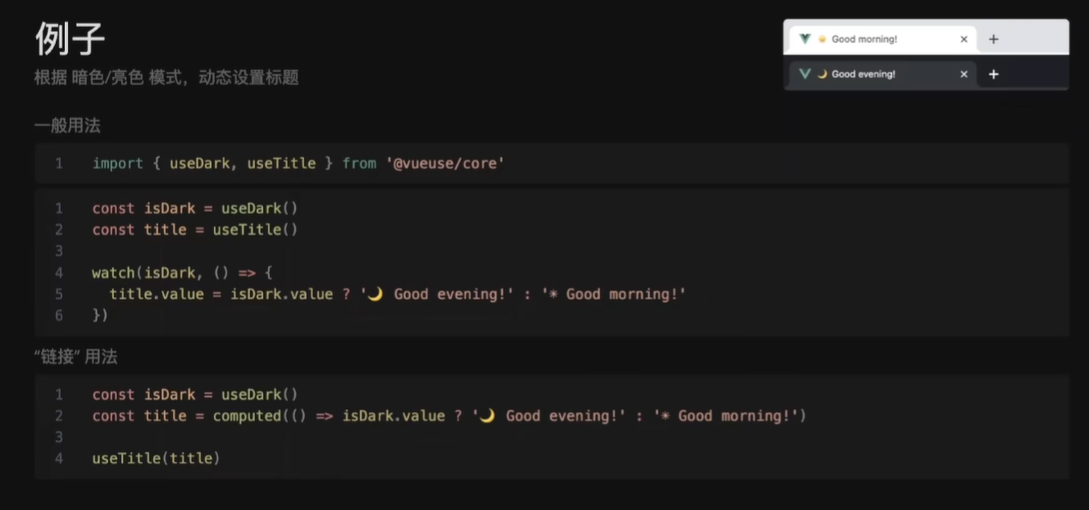 例子
根据 暗色/亮色 模式，动态设置标题
☀️ Good morning! ✕ +
🌙 Good evening! ✕ +
一般用法
1 import { useDark, useTitle } from '@vueuse/core'
1 const isDark = useDark()
2 const title = useTitle()
3
4 watch(isDark, () => {
5   title.value = isDark.value ? '🌙 Good evening!' : '☀ Good morning!'
6 })
“链接” 用法
1 const isDark = useDark()
2 const title = computed(() => isDark.value ? '🌙 Good evening!' : '☀ Good morning!')
3
4 useTitle(title)